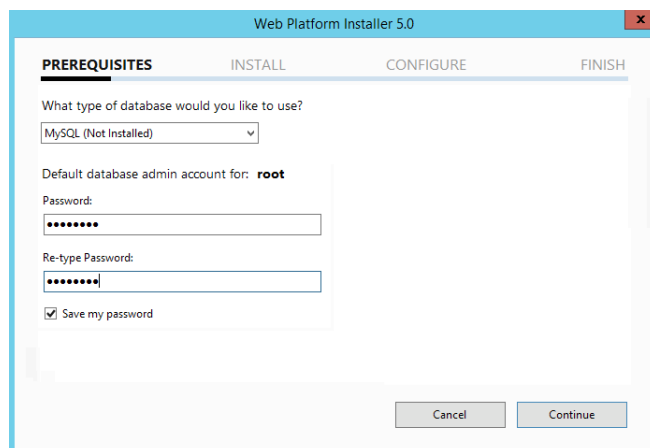 Web Platform Installer 5.0
x
PREREQUISITES INSTALL CONFIGURE FINISH
What type of database would you like to use?
MySQL (Not Installed)
Default database admin account for: root
Password:
••••••••
Re-type Password:
••••••••
Save my password
Cancel Continue